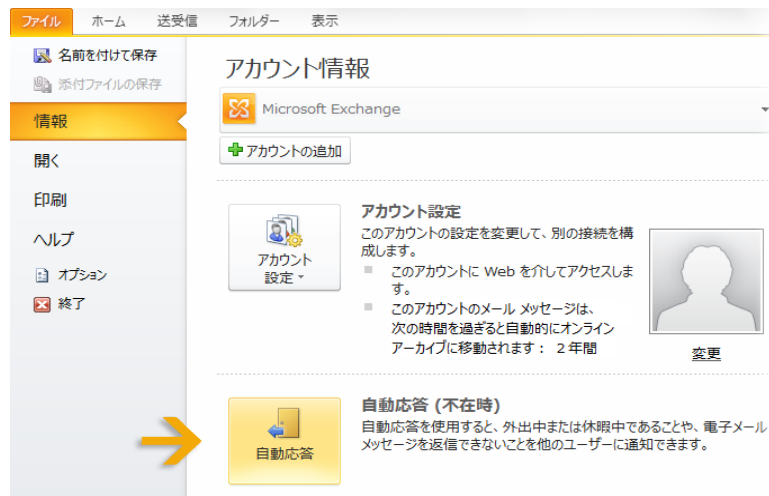 ファイル ホーム 送受信 フォルダー 表示
名前を付けて保存
添付ファイルの保存
情報
開く
印刷
ヘルプ
オプション
終了
アカウント情報
Microsoft Exchange
アカウントの追加
アカウント
設定
アカウント設定
このアカウントの設定を変更して、別の接続を構
成します。
このアカウントに Web を介してアクセスしま
す。
このアカウントのメール メッセージは、
次の時間を過ぎると自動的にオンライン
アーカイブに移動されます： 2 年間
変更
自動応答
自動応答 (不在時)
自動応答を使用すると、外出中または休暇中であることや、電子メール
メッセージを返信できないことを他のユーザーに通知できます。